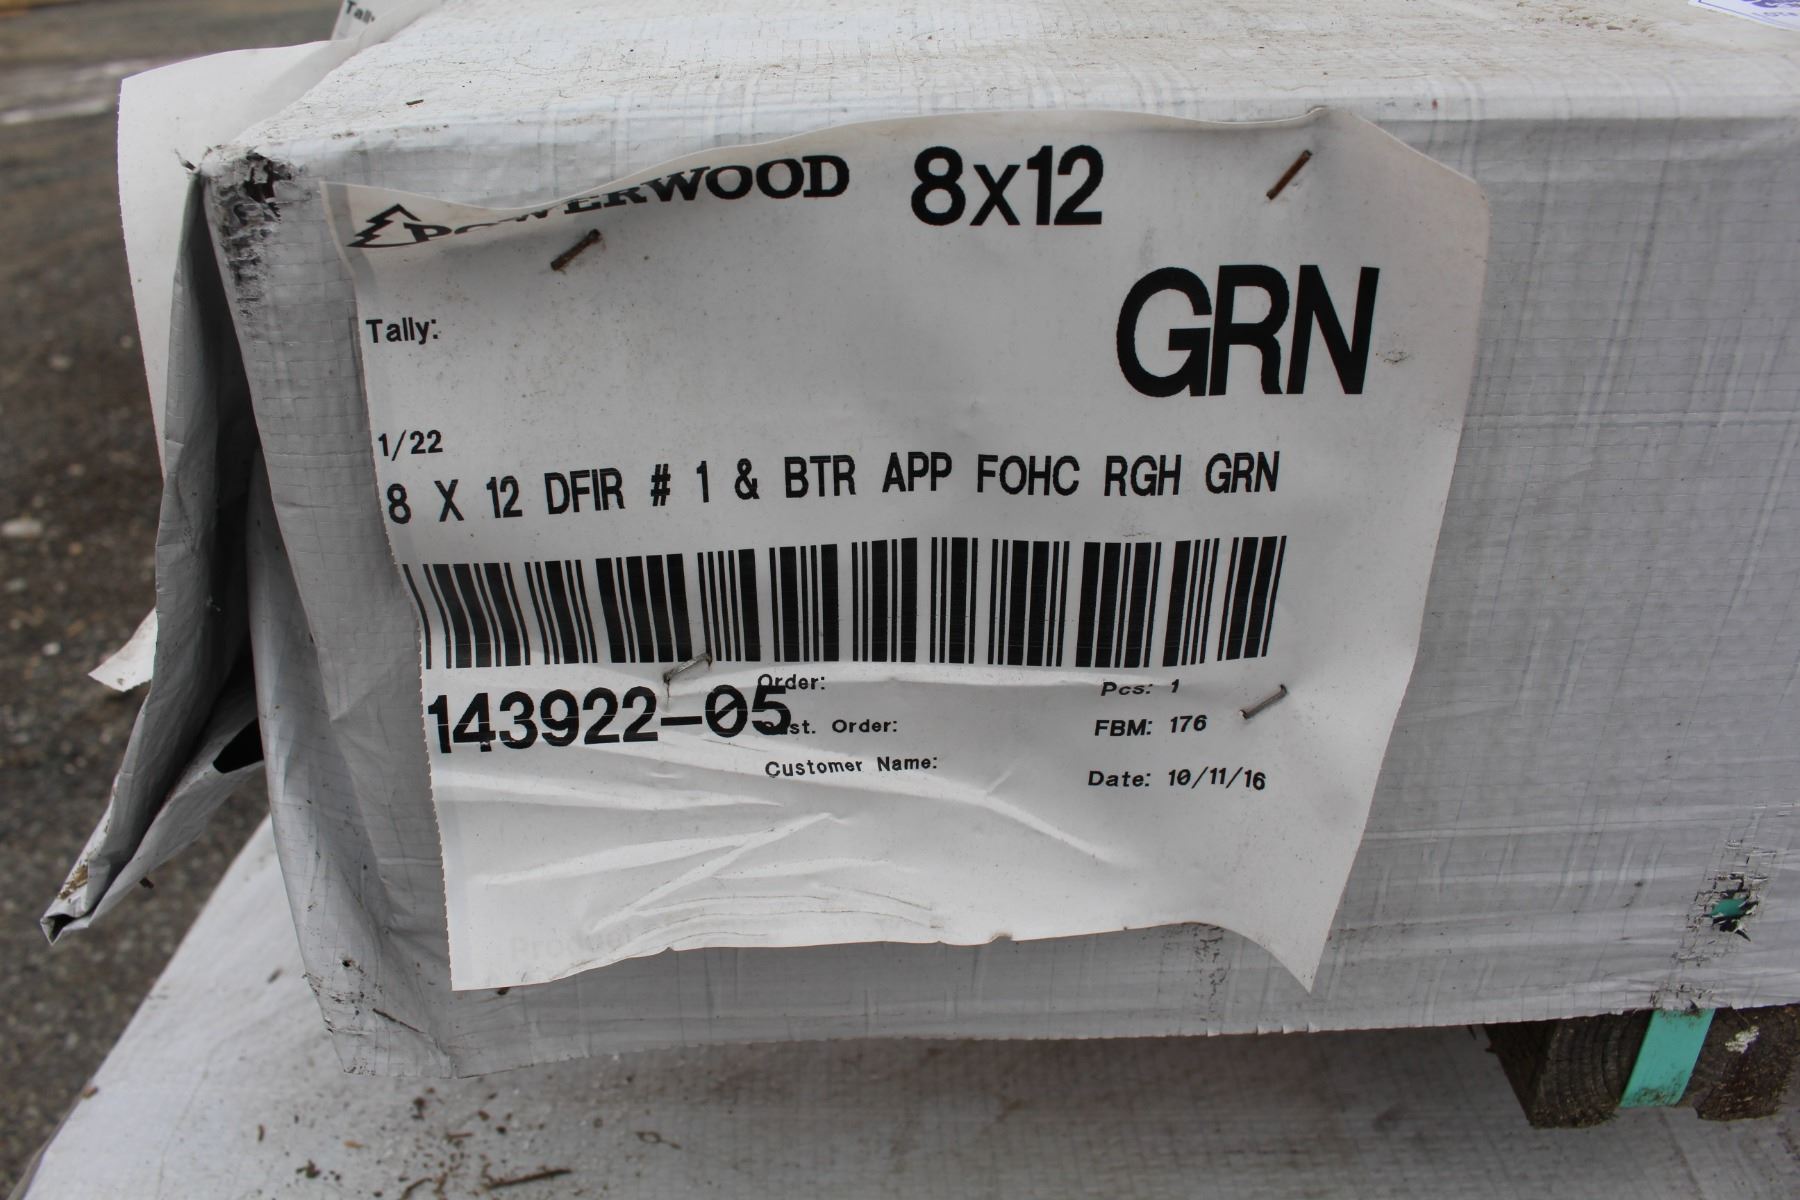 Tall
POWERWOOD 8x12
GRN
Tally:
1/22
8 X 12 DFIR # 1 & BTR APP FOHC RGH GRN
143922-05
Order:
Cust. Order:
Customer Name:
Pcs: 1
FBM: 176
Date: 10/11/16